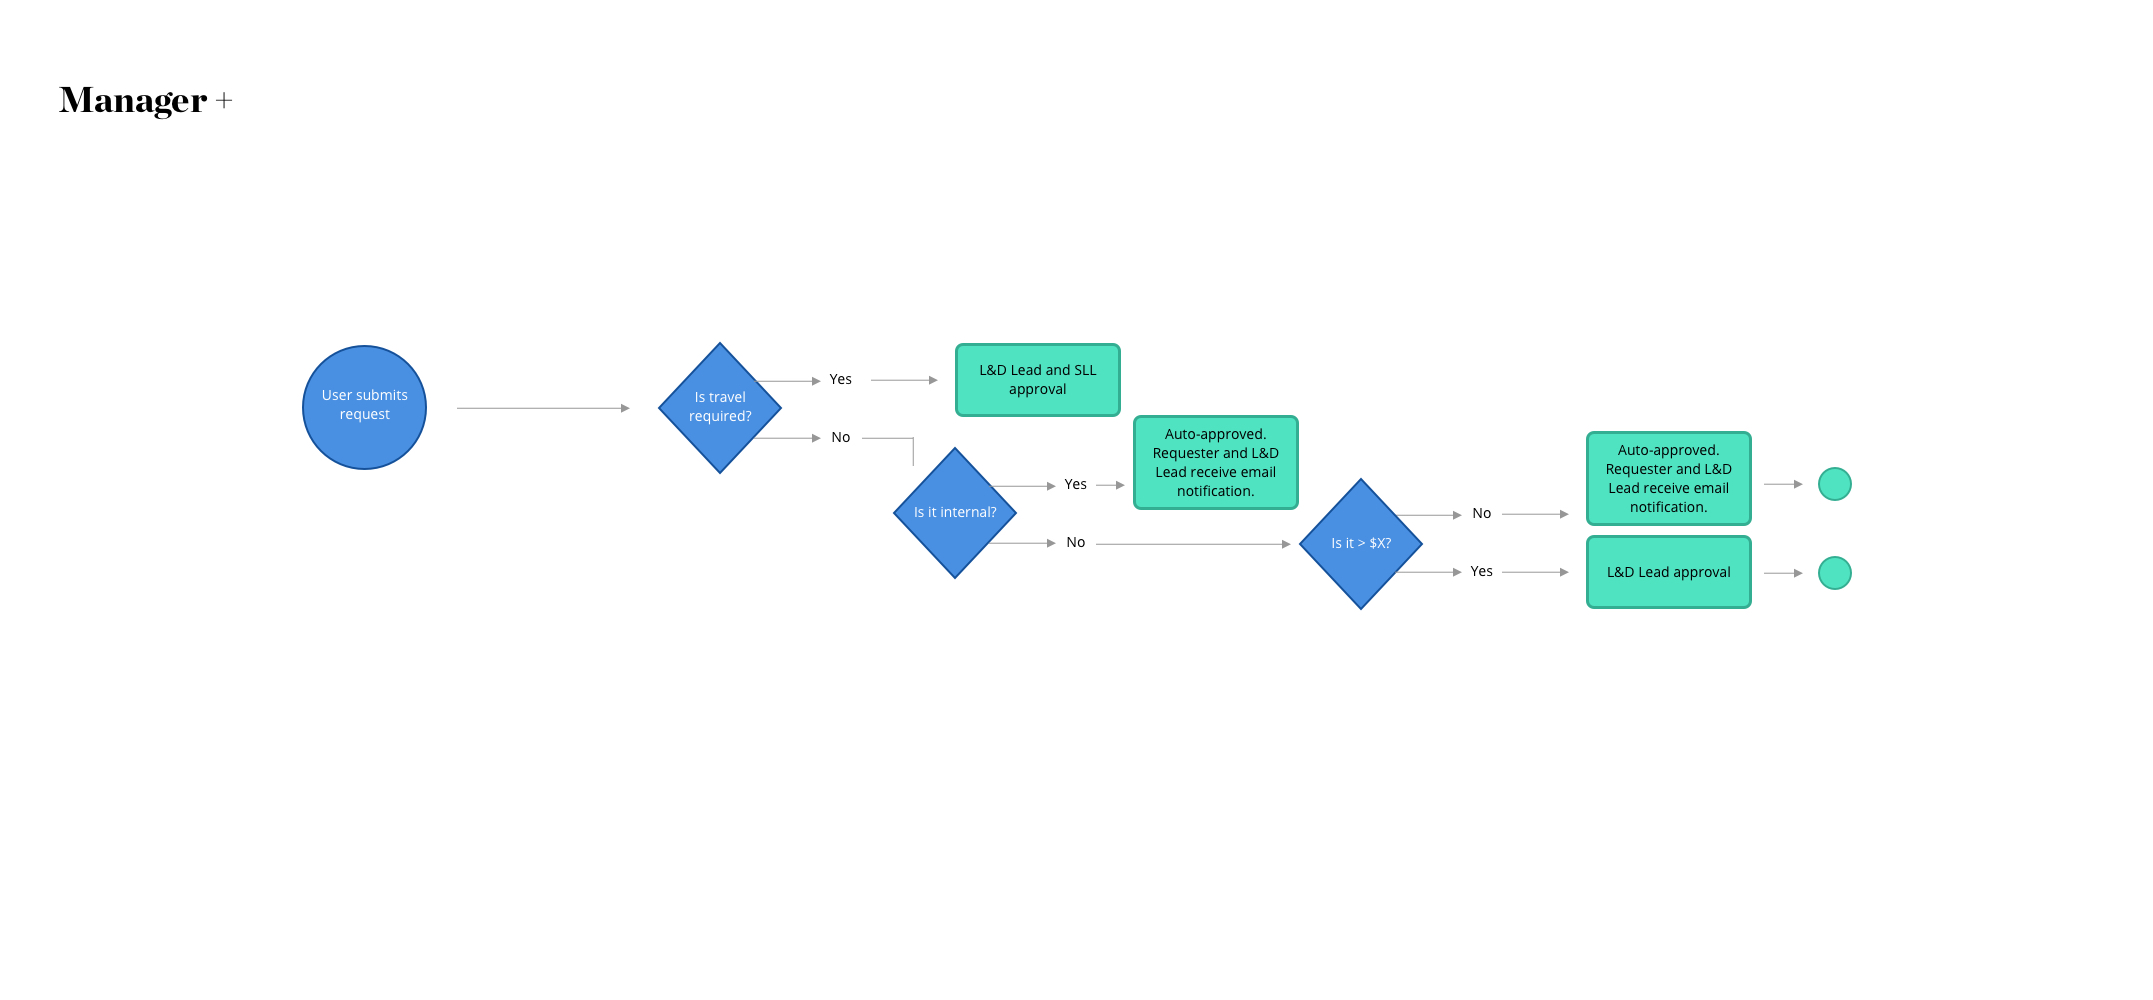 Manager +
User submits
request
Is travel
required?
Yes
L&D Lead and SLL
approval
No
Is it internal?
Yes
Auto-approved.
Requester and L&D
Lead receive email
notification.
No
Is it > $X?
No
Auto-approved.
Requester and L&D
Lead receive email
notification.
Yes
L&D Lead approval